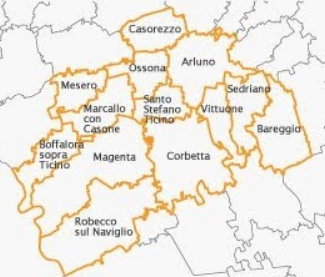 Casorezzo
Ossona
Arluno
Mesero
Sedriano
Marcallo
con
Casone
Santo
Stefano
Ticino
Vittuone
Bareggio
Boffalora
sopra
Ticino
Magenta
Corbetta
Robecco
sul Naviglio